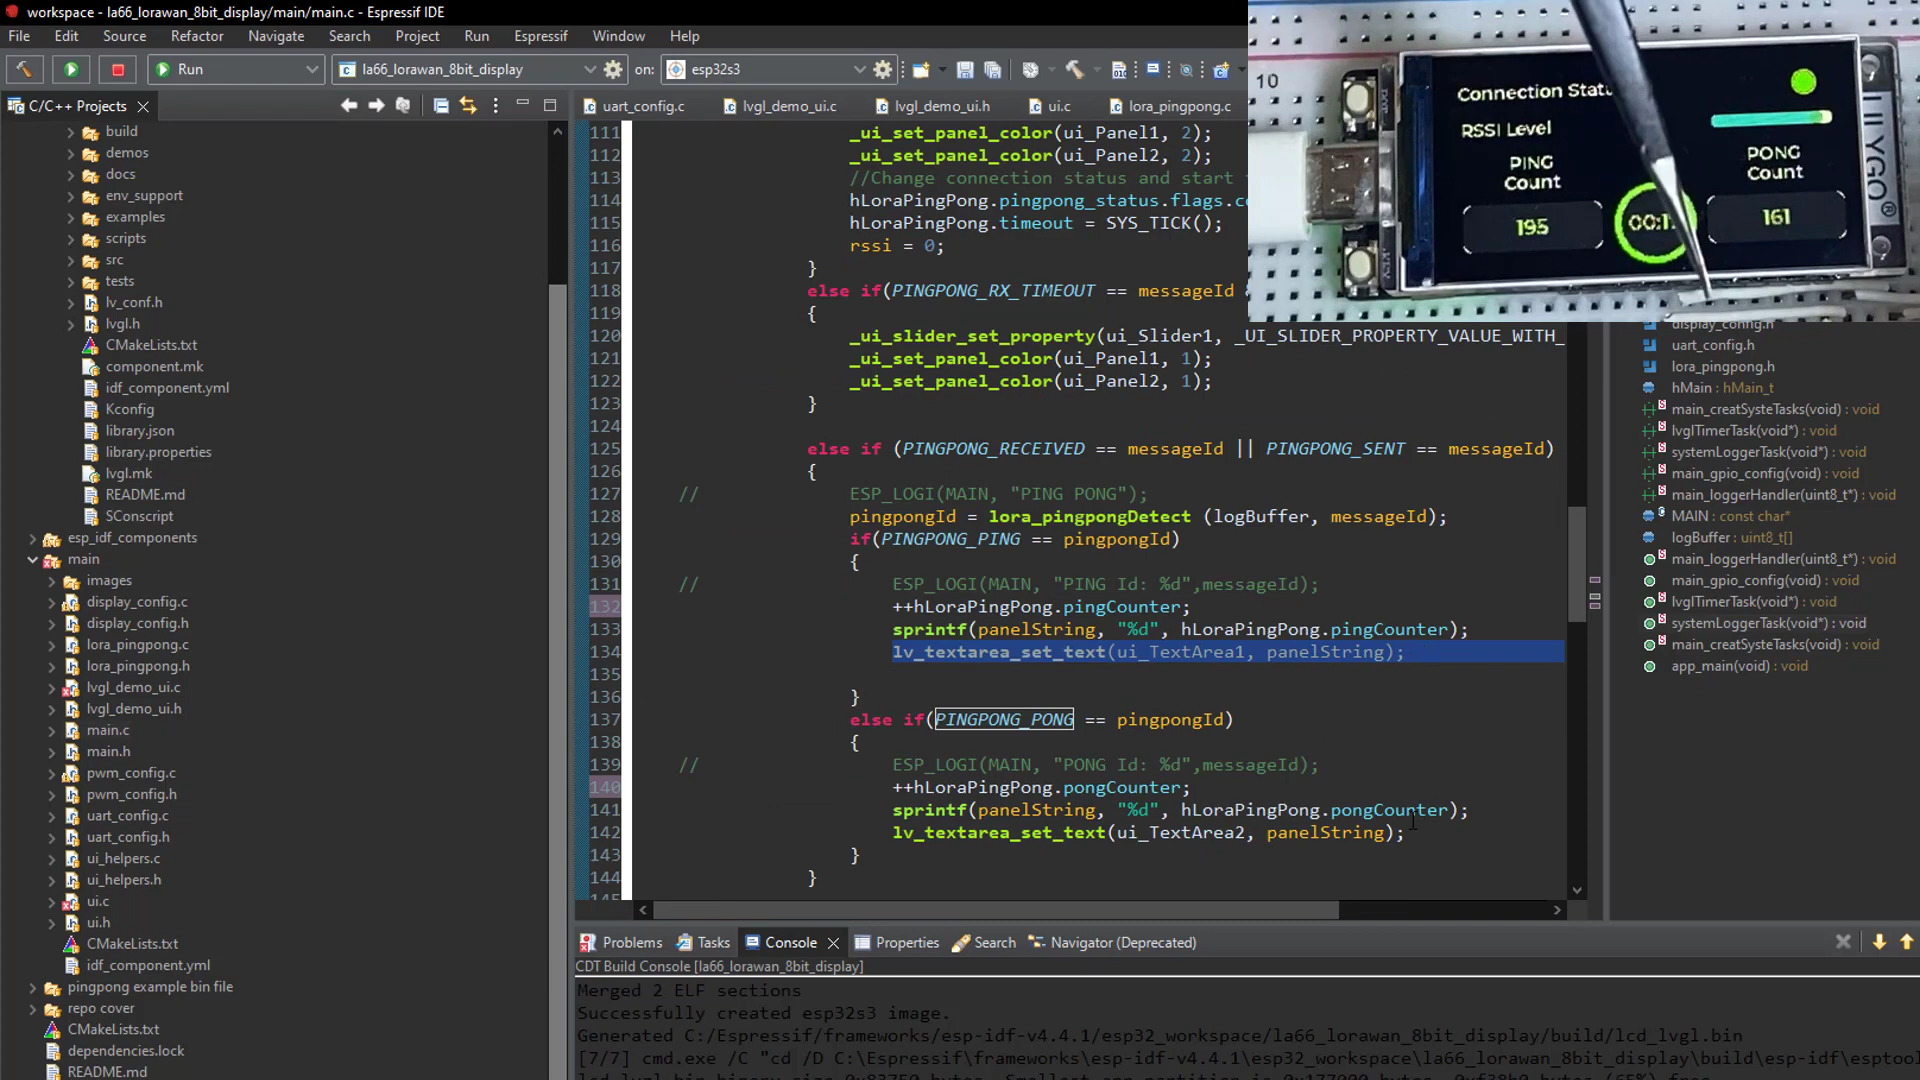 workspace - la66_lorawan_8bit_display/main/main.c - Espressif IDE
File Edit Source Refactor Navigate Search Project Run Espressif Window Help
Run la66_lorawan_8bit_display on: esp32s3
C/C++ Projects
uart_config.c lvgl_demo_ui.c lvgl_demo_ui.h ui.c lora_pingpong.c
build
demos
docs
env_support
examples
scripts
src
tests
lv_conf.h
lvgl.h
CMakeLists.txt
component.mk
idf_component.yml
Kconfig
library.json
library.properties
lvgl.mk
README.md
SConscript
esp_idf_components
main
images
display_config.c
display_config.h
lora_pingpong.c
lora_pingpong.h
lvgl_demo_ui.c
lvgl_demo_ui.h
main.c
main.h
pwm_config.c
pwm_config.h
uart_config.c
uart_config.h
ui_helpers.c
ui_helpers.h
ui.c
ui.h
CMakeLists.txt
idf_component.yml
pingpong example bin file
repo cover
CMakeLists.txt
dependencies.lock
README.md
111 _ui_set_panel_color(ui_Panel1, 2);
112 _ui_set_panel_color(ui_Panel2, 2);
113 //Change connection status and start
114 hLoraPingPong.pingpong_status.flags.co
115 hLoraPingPong.timeout = SYS_TICK();
116 rssi = 0;
117 }
118 else if(PINGPONG_RX_TIMEOUT == messageId
119 {
120 _ui_slider_set_property(ui_Slider1, _UI_SLIDER_PROPERTY_VALUE_WITH_
121 _ui_set_panel_color(ui_Panel1, 1);
122 _ui_set_panel_color(ui_Panel2, 1);
123 }
124
125 else if (PINGPONG_RECEIVED == messageId || PINGPONG_SENT == messageId)
126 {
127 // ESP_LOGI(MAIN, "PING PONG");
128 pingpongId = lora_pingpongDetect (logBuffer, messageId);
129 if(PINGPONG_PING == pingpongId)
130 {
131 // ESP_LOGI(MAIN, "PING Id: %d",messageId);
132 ++hLoraPingPong.pingCounter;
133 sprintf(panelString, "%d", hLoraPingPong.pingCounter);
134 lv_textarea_set_text(ui_TextArea1, panelString);
135
136 }
137 else if(PINGPONG_PONG == pingpongId)
138 {
139 // ESP_LOGI(MAIN, "PONG Id: %d",messageId);
140 ++hLoraPingPong.pongCounter;
141 sprintf(panelString, "%d", hLoraPingPong.pongCounter);
142 lv_textarea_set_text(ui_TextArea2, panelString);
143 }
144 }
10
Connection Statu
RSSI Level
PING
Count
PONG
Count
195
00:1
161
LILYGO®
display_config.h
uart_config.h
lora_pingpong.h
hMain : hMain_t
main_creatSysteTasks(void) : void
lvglTimerTask(void*) : void
systemLoggerTask(void*) : void
main_gpio_config(void) : void
main_loggerHandler(uint8_t*) : void
MAIN : const char*
logBuffer : uint8_t[]
main_loggerHandler(uint8_t*) : void
main_gpio_config(void) : void
lvglTimerTask(void*) : void
systemLoggerTask(void*) : void
main_creatSysteTasks(void) : void
app_main(void) : void
Problems Tasks Console Properties Search Navigator (Deprecated)
CDT Build Console [la66_lorawan_8bit_display]
Merged 2 ELF sections
Successfully created esp32s3 image.
Generated C:/Espressif/frameworks/esp-idf-v4.4.1/esp32_workspace/la66_lorawan_8bit_display/build/lcd_lvgl.bin
[7/7] cmd.exe /C "cd /D C:\Espressif\frameworks\esp-idf-v4.4.1\esp32_workspace\la66_lorawan_8bit_display\build\esp-idf\esptool